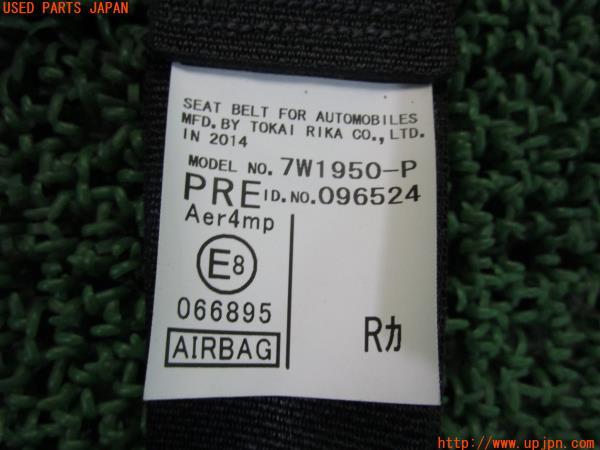 USED PARTS JAPAN
SEAT BELT FOR AUTOMOBILES
MFD.BY TOKAI RIKA CO., LTD.
IN 2014
MODEL NO. 7W1950-P
PRE ID.NO.096524
Aer4mp
E8
066895
AIRBAG
Rカ
http://www.upjpn.com/